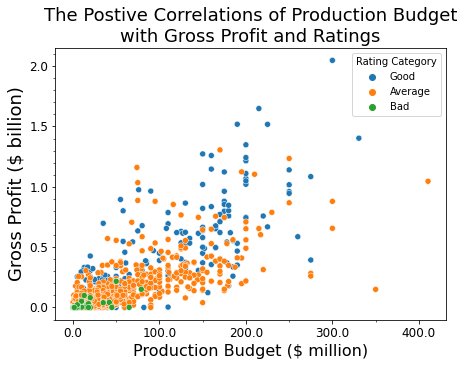 The Postive Correlations of Production Budget
with Gross Profit and Ratings
Rating Category
Good
Average
Bad
Gross Profit ($ billion)
2.0
1.5
1.0
0.5
0.0
0.0 100.0 200.0 300.0 400.0
Production Budget ($ million)